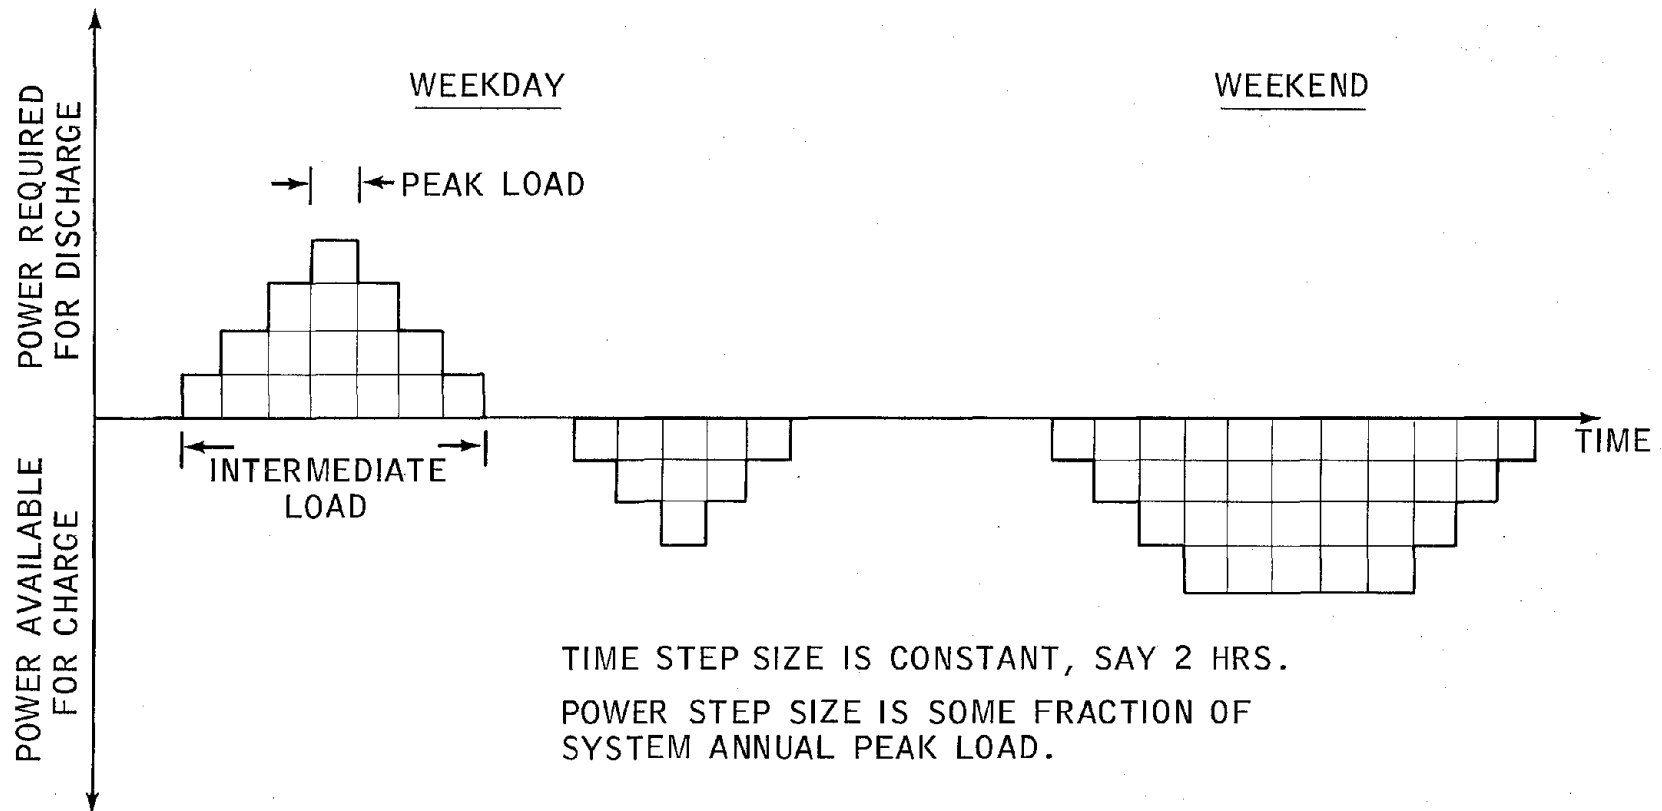 WEEKDAY
WEEKEND
POWER REQUIRED
FOR DISCHARGE
PEAK LOAD
TIME
INTERMEDIATE
LOAD
POWER AVAILABLE
FOR CHARGE
TIME STEP SIZE IS CONSTANT, SAY 2 HRS.
POWER STEP SIZE IS SOME FRACTION OF
SYSTEM ANNUAL PEAK LOAD.